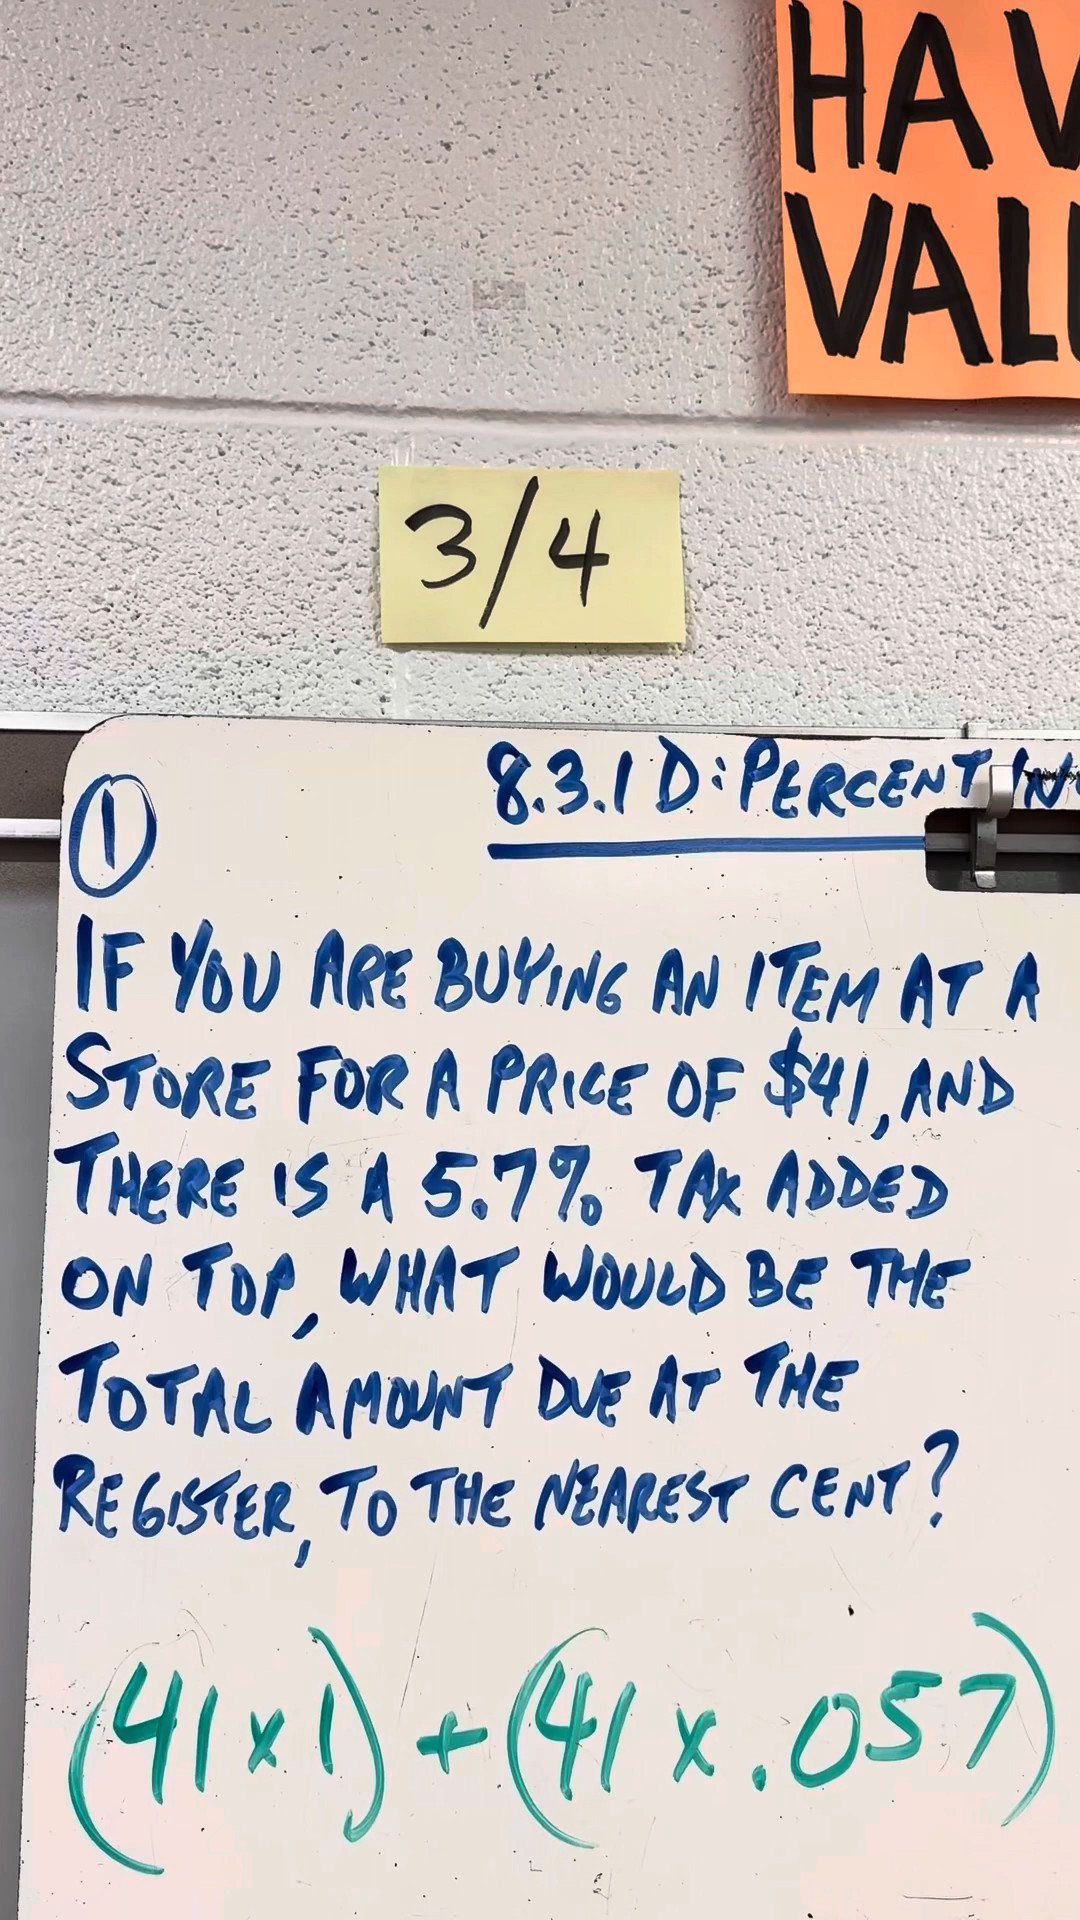 HAV
VAL
3/4
8.3.1D: PERCENT IN
①
IF YOU ARE BUYING AN ITEM AT A
STORE FOR A PRICE OF $41, AND
THERE IS A 5.7% TAX ADDED
ON TOP, WHAT WOULD BE THE
TOTAL AMOUNT DUE AT THE
REGISTER, TO THE NEAREST CENT?
(41 x 1) + (41 x .057)